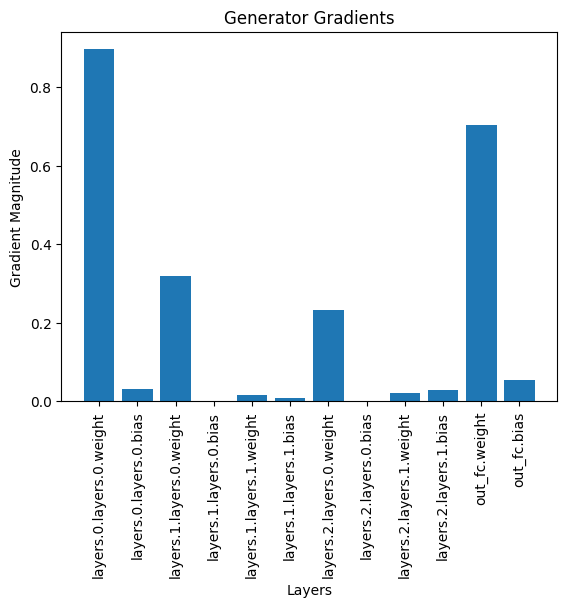 Generator Gradients
Gradient Magnitude
0.8
0.6
0.4
0.2
0.0
layers.0.layers.0.weight
layers.0.layers.0.bias
layers.1.layers.0.weight
layers.1.layers.0.bias
layers.1.layers.1.weight
layers.1.layers.1.bias
layers.2.layers.0.weight
layers.2.layers.0.bias
layers.2.layers.1.weight
layers.2.layers.1.bias
out_fc.weight
out_fc.bias
Layers